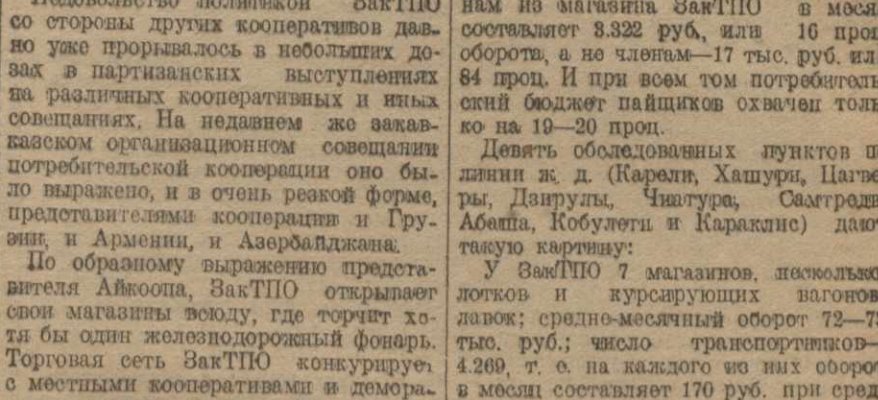 Недовольство политикой ЗакТПО
со стороны других кооперативов дав-
но уже прорывалось в небольших до-
зах в партизанских выступлениях
на различных кооперативных и иных
совещаниях. На недавнем же закав-
казском организационном совещании
потребительской кооперации оно бы-
ло выражено, и в очень резкой форме,
представителями кооперации и Гру-
зии, и Армении, и Азербайджана.
По образному выражению предста-
вителя Айкоопа, ЗакТПО открывает
свои магазины всюду, где торчит хо-
тя бы один железнодорожный фонарь.
Торговая сеть ЗакТПО конкурирует
с местными кооперативами и демора-
нам из магазина ЗакТПО в меся
составляет 3.322 руб., или 16 проц
оборота, а не членам—17 тыс. руб. ил
84 проц. И при всем том потребитель
ский бюджет пайщиков охвачен толь
ко на 19—20 проц.
Девять обследованных пунктов п
линии ж. д. (Карели, Хашури, Цагве
ры, Дзирулы, Чиатура, Самтреди
Абаша, Кобулети и Караклис) дают
такую картину:
У ЗакТПО 7 магазинов, несколько
лотков и курсирующих вагонов
лавок; средне-месячный оборот 72—7
тыс. руб.; число транспортников—
4.269, т. е. на каждого из них оборот
в месяц составляет 170 руб. при сред